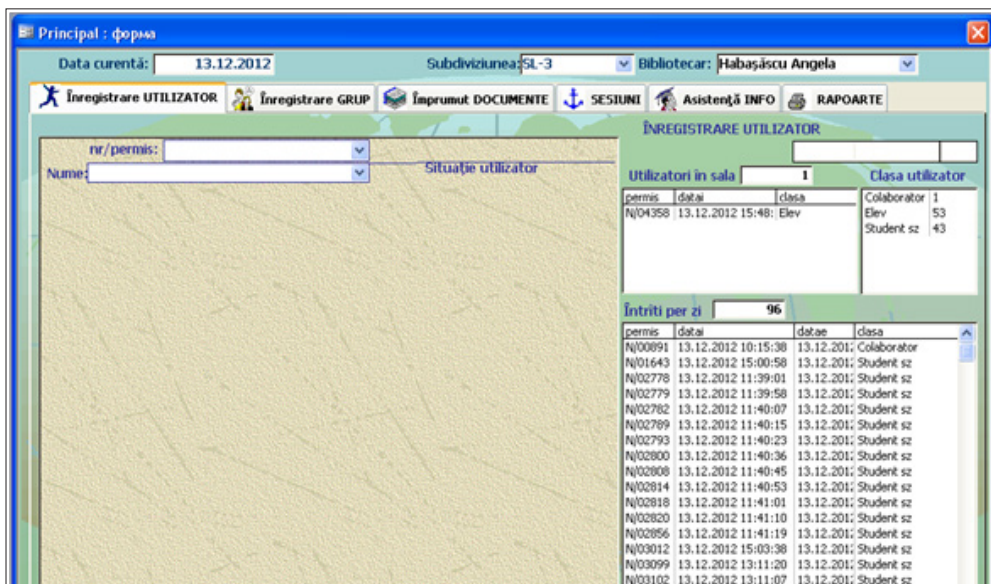 Principal : форма
Data curentă: 13.12.2012 Subdiviziunea: SL-3 Bibliotecar: Habaşăscu Angela
Înregistrare UTILIZATOR Înregistrare GRUP Împrumut DOCUMENTE SESIUNI Asistenţă INFO RAPOARTE
ÎNREGISTRARE UTILIZATOR
nr/permis:
Nume: Situaţie utilizator
Utilizatori in sala 1 Clasa utilizator
permis datai clasa
N/04358 13.12.2012 15:48: Elev
Colaborator 1
Elev 53
Student sz 43
Întriti per zi 96
permis datai datae clasa
N/00891 13.12.2012 10:15:38 13.12.201 Colaborator
N/01643 13.12.2012 15:00:58 13.12.201 Student sz
N/02778 13.12.2012 11:39:01 13.12.201 Student sz
N/02779 13.12.2012 11:39:58 13.12.201 Student sz
N/02782 13.12.2012 11:40:07 13.12.201 Student sz
N/02789 13.12.2012 11:40:15 13.12.201 Student sz
N/02793 13.12.2012 11:40:23 13.12.201 Student sz
N/02800 13.12.2012 11:40:36 13.12.201 Student sz
N/02808 13.12.2012 11:40:45 13.12.201 Student sz
N/02814 13.12.2012 11:40:53 13.12.201 Student sz
N/02818 13.12.2012 11:41:01 13.12.201 Student sz
N/02820 13.12.2012 11:41:10 13.12.201 Student sz
N/02856 13.12.2012 11:41:19 13.12.201 Student sz
N/03012 13.12.2012 15:03:38 13.12.201 Student sz
N/03099 13.12.2012 13:11:20 13.12.201 Student sz
N/03102 13.12.2012 13:11:07 13.12.201 Student sz